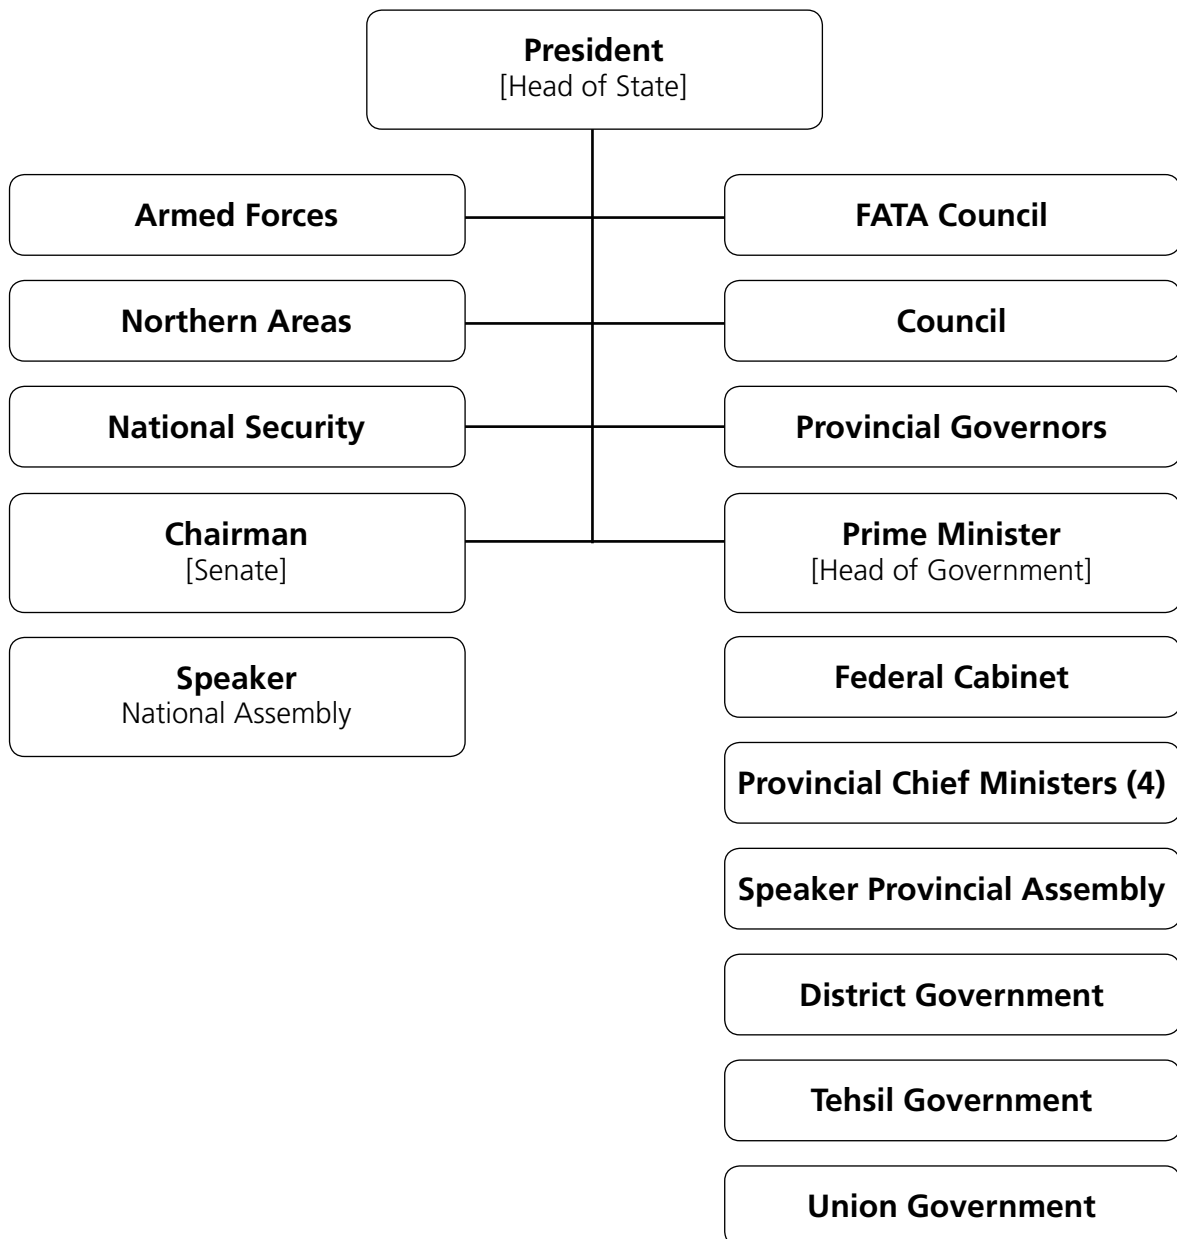 President
[Head of State]
Armed Forces
FATA Council
Northern Areas
Council
National Security
Provincial Governors
Chairman
[Senate]
Prime Minister
[Head of Government]
Speaker
National Assembly
Federal Cabinet
Provincial Chief Ministers (4)
Speaker Provincial Assembly
District Government
Tehsil Government
Union Government